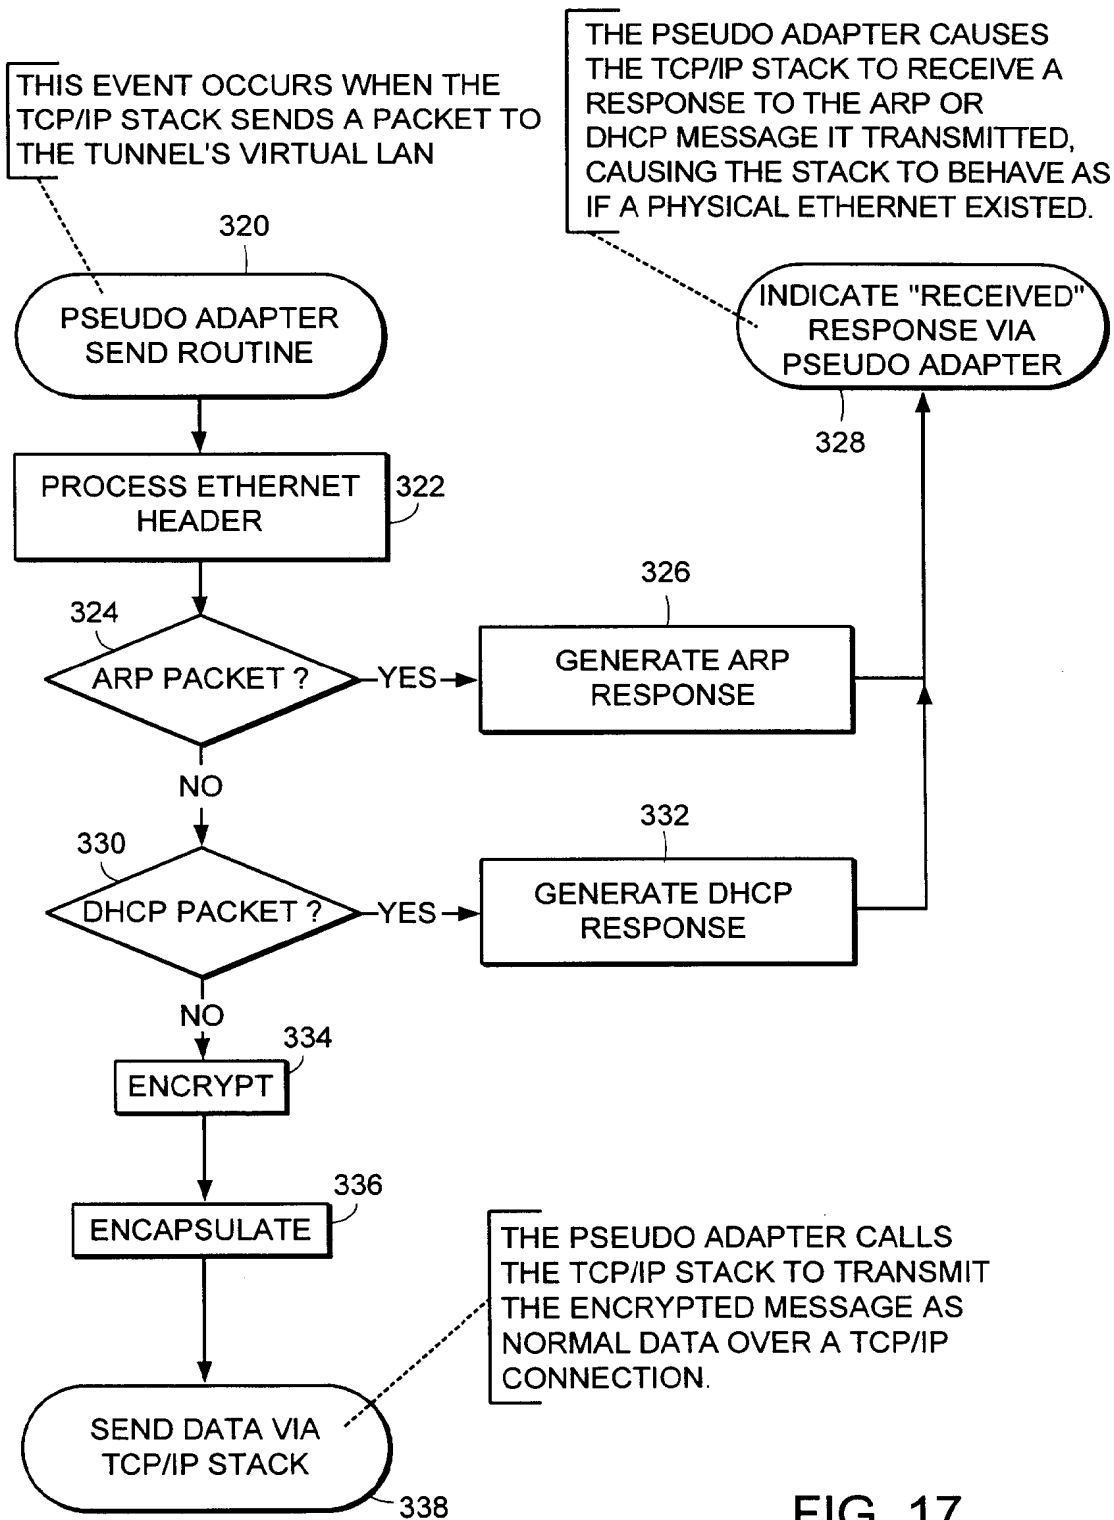 THIS EVENT OCCURS WHEN THE
TCP/IP STACK SENDS A PACKET TO
THE TUNNEL'S VIRTUAL LAN
THE PSEUDO ADAPTER CAUSES
THE TCP/IP STACK TO RECEIVE A
RESPONSE TO THE ARP OR
DHCP MESSAGE IT TRANSMITTED,
CAUSING THE STACK TO BEHAVE AS
IF A PHYSICAL ETHERNET EXISTED.
320
PSEUDO ADAPTER
SEND ROUTINE
INDICATE "RECEIVED"
RESPONSE VIA
PSEUDO ADAPTER
328
PROCESS ETHERNET
HEADER
322
324
ARP PACKET ?
YES
326
GENERATE ARP
RESPONSE
NO
330
DHCP PACKET ?
YES
332
GENERATE DHCP
RESPONSE
NO
334
ENCRYPT
336
ENCAPSULATE
THE PSEUDO ADAPTER CALLS
THE TCP/IP STACK TO TRANSMIT
THE ENCRYPTED MESSAGE AS
NORMAL DATA OVER A TCP/IP
CONNECTION.
SEND DATA VIA
TCP/IP STACK
338
FIG. 17